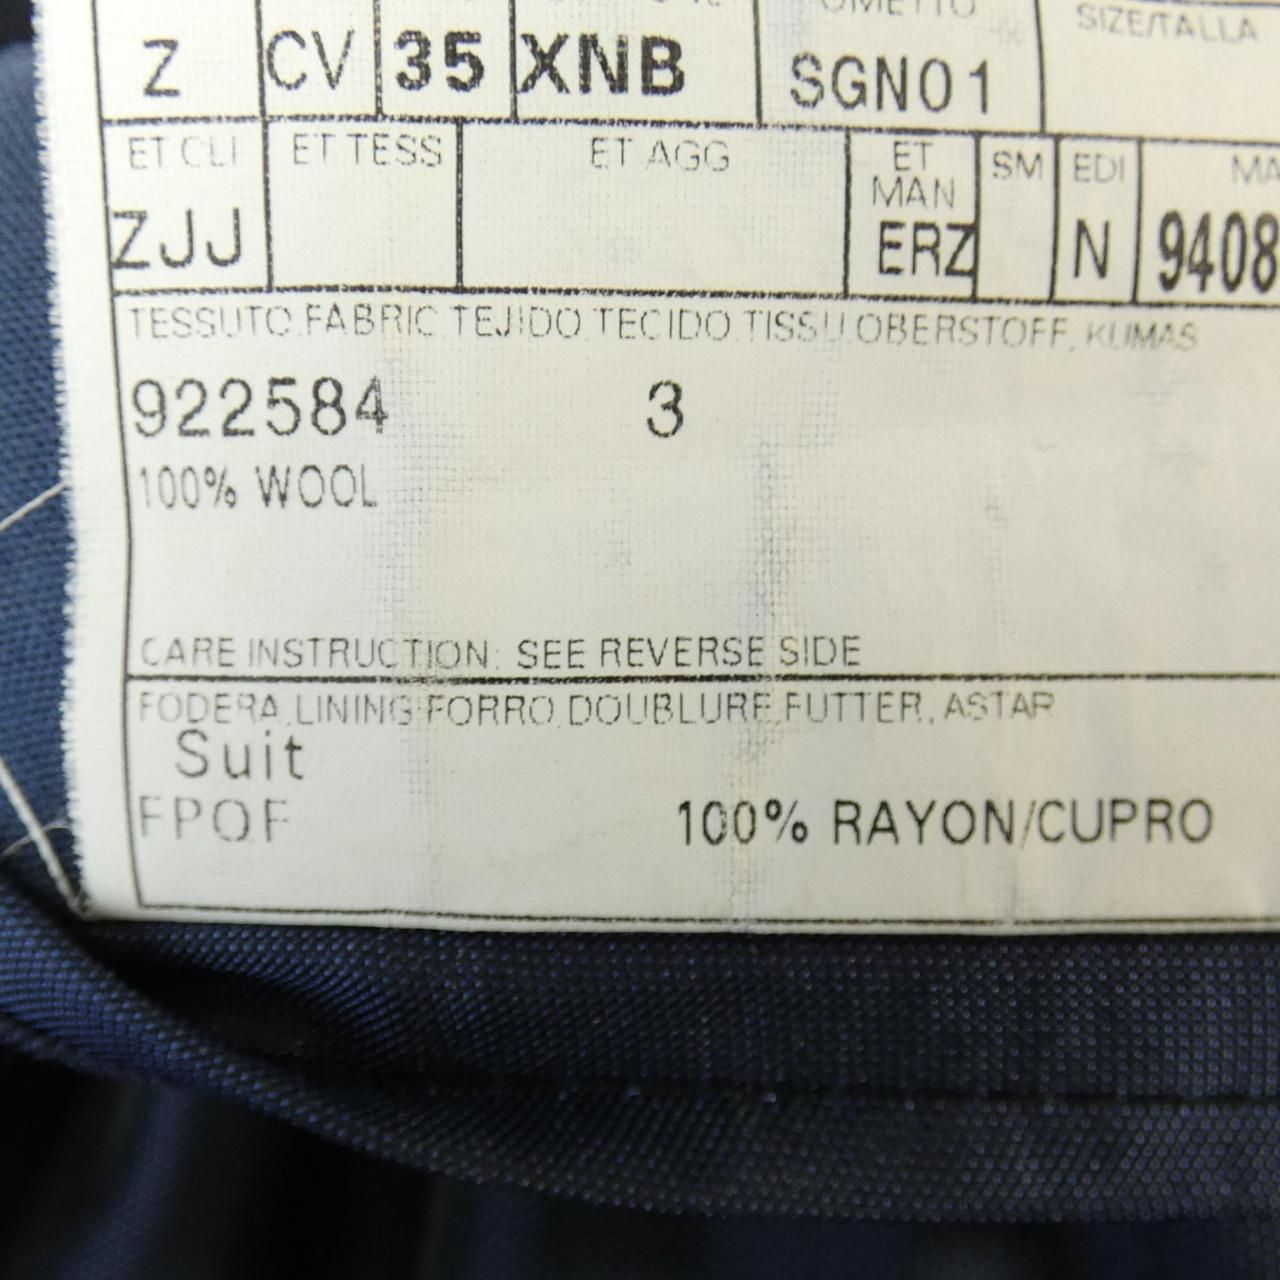 SIZE/TALLA
Z CV 35 XNB SGN01
ET CLI ET TESS ET AGG ET MAN SM EDI MA
ZJJ ERZ N 9408
TESSUTO, FABRIC, TEJIDO, TECIDO, TISSU, OBERSTOFF, KUMAS
922584 3
100% WOOL
CARE INSTRUCTION: SEE REVERSE SIDE
FODERA, LINING, FORRO, DOUBLURE, FUTTER, ASTAR
Suit
FPQF 100% RAYON/CUPRO